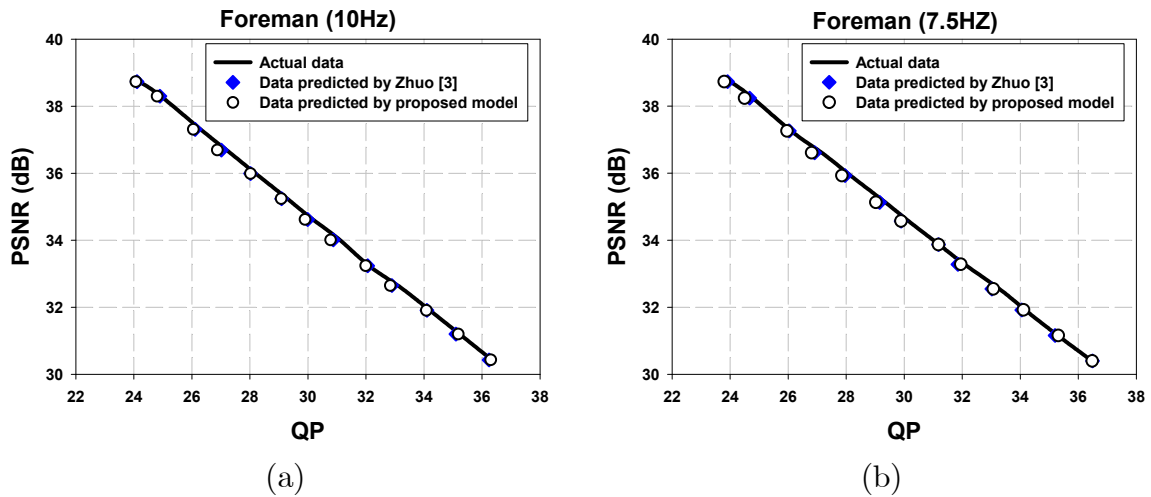 Foreman (10Hz)
40
38
36
34
32
30
PSNR (dB)
Actual data
Data predicted by Zhuo [3]
Data predicted by proposed model
22 24 26 28 30 32 34 36 38
QP
(a)
Foreman (7.5HZ)
40
38
36
34
32
30
PSNR (dB)
Actual data
Data predicted by Zhuo [3]
Data predicted by proposed model
22 24 26 28 30 32 34 36 38
QP
(b)